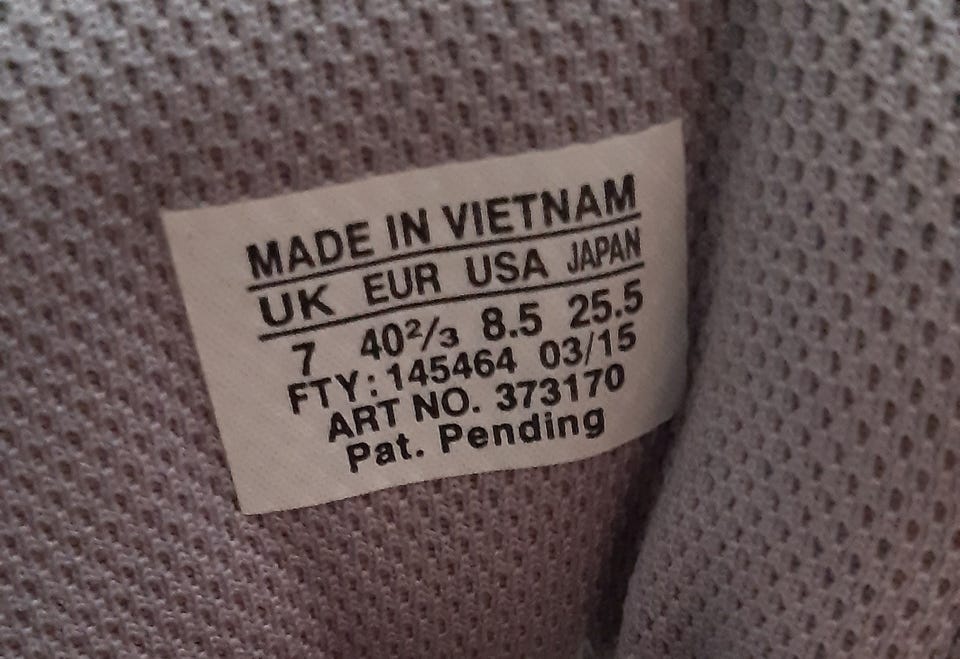 MADE IN VIETNAM
UK EUR USA JAPAN
7 40²/₃ 8.5 25.5
FTY: 145464 03/15
ART NO. 373170
Pat. Pending